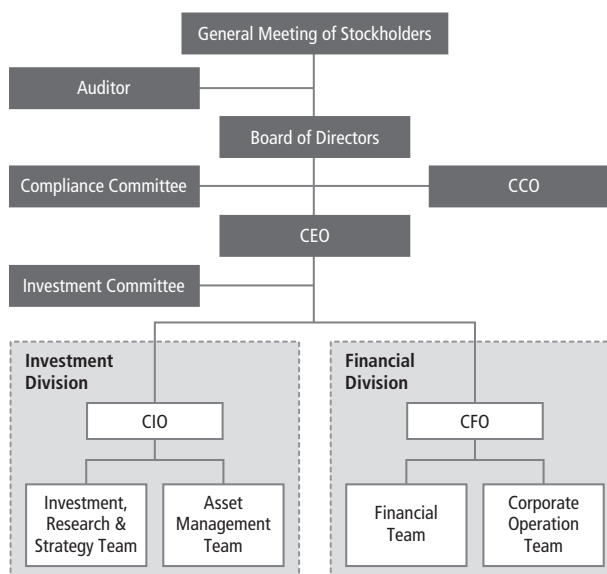 General Meeting of Stockholders
Auditor
Board of Directors
Compliance Committee
CCO
CEO
Investment Committee
Investment
Division
CIO
Investment,
Research &
Strategy Team
Asset
Management
Team
Financial
Division
CFO
Financial
Team
Corporate
Operation
Team